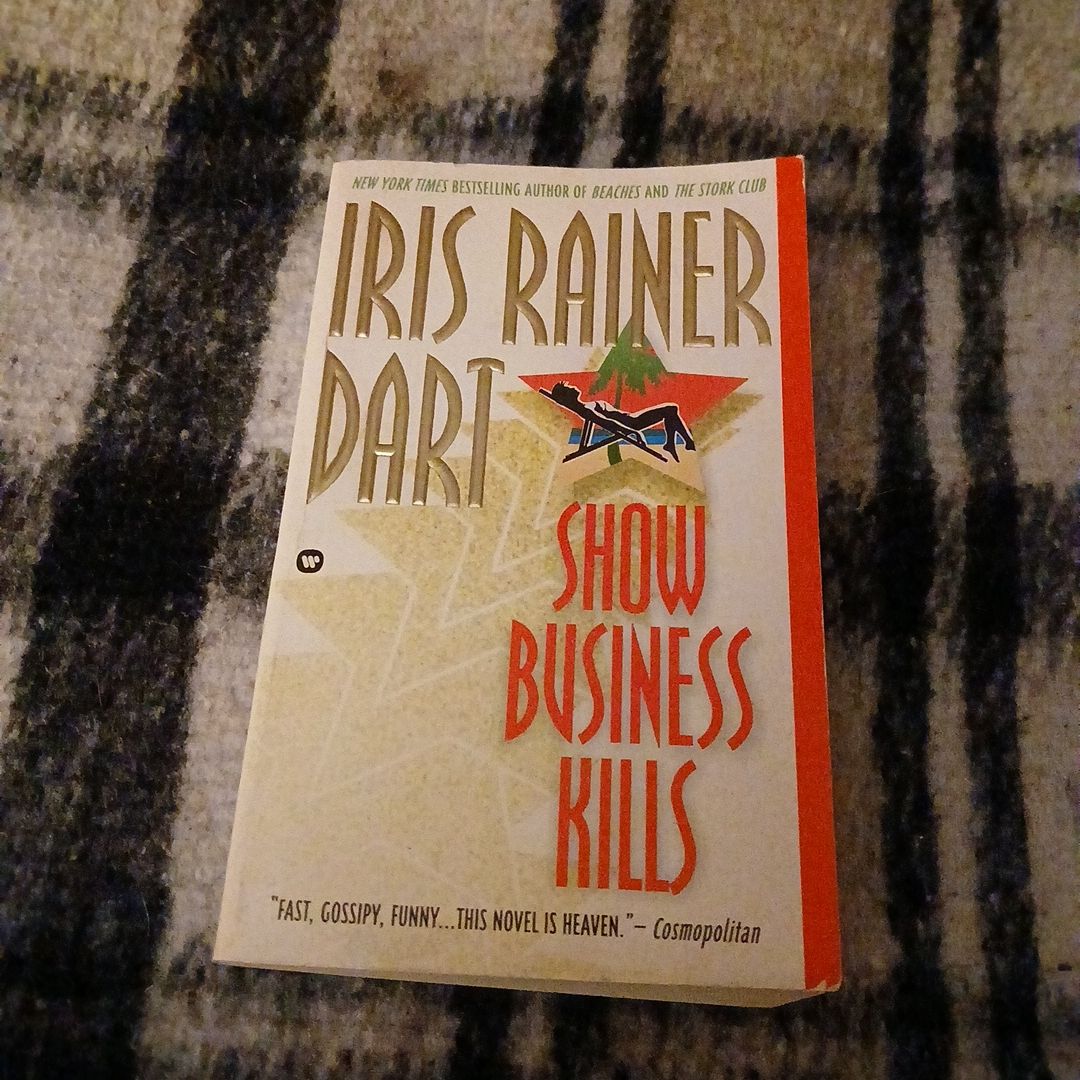 NEW YORK TIMES BESTSELLING AUTHOR OF BEACHES AND THE STORK CLUB
IRIS RAINER
DART
SHOW
BUSINESS
KILLS
"FAST, GOSSIPY, FUNNY...THIS NOVEL IS HEAVEN." – Cosmopolitan